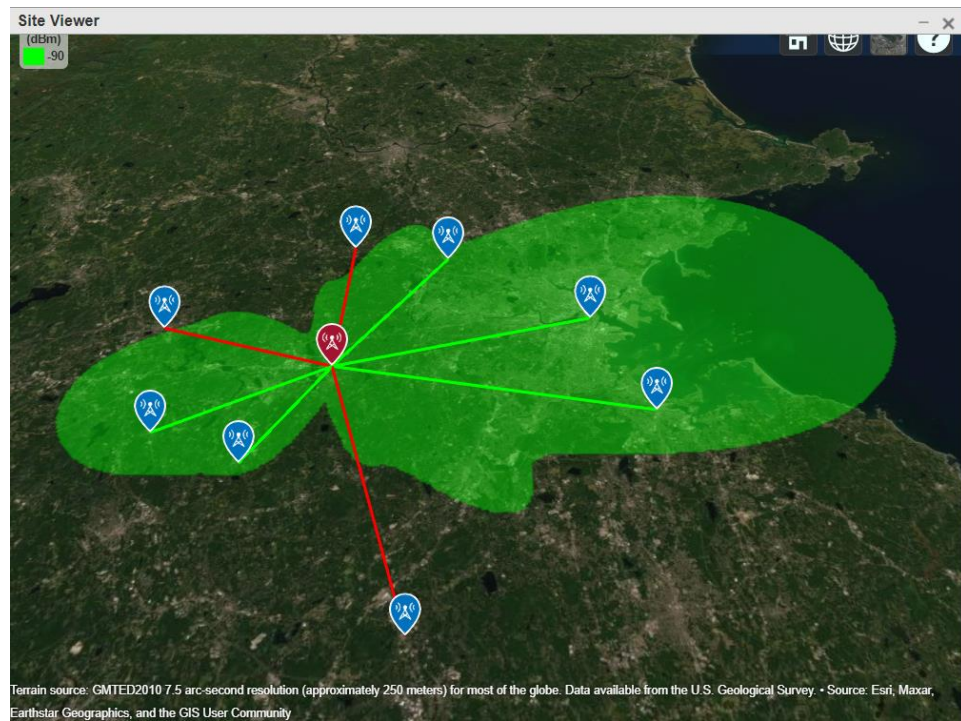 Site Viewer
(dBm)
-90
?
Terrain source: GMTED2010 7.5 arc-second resolution (approximately 250 meters) for most of the globe. Data available from the U.S. Geological Survey. • Source: Esri, Maxar,
Earthstar Geographics, and the GIS User Community